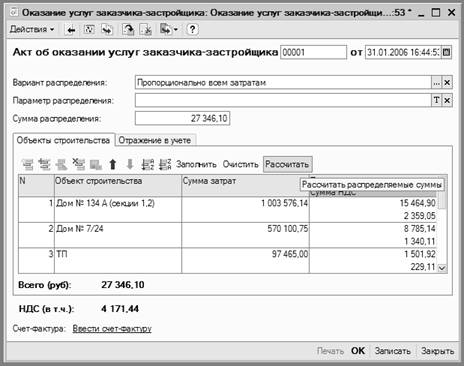 Оказание услуг заказчика-застройщика: Оказание услуг заказчика-застройщи...:53 *
Действия
Акт об оказании услуг заказчика-застройщика 00001 от 31.01.2006 16:44:53
Вариант распределения: Пропорционально всем затратам ... x
Параметр распределения: T x
Сумма распределения: 27 346,10
Объекты строительства Отражение в учете
Заполнить Очистить Рассчитать
N Объект строительства Сумма затрат
Сумма НДС
Рассчитать распределяемые суммы
1 Дом № 134 А (секции 1,2) 1 003 576,14 15 464,90
2 359,05
2 Дом № 7/24 570 100,75 8 785,14
1 340,11
3 ТП 97 465,00 1 501,92
229,11
Всего (руб): 27 346,10
НДС (в т.ч.): 4 171,44
Счет-фактура: Ввести счет-фактуру
Печать OK Записать Закрыть